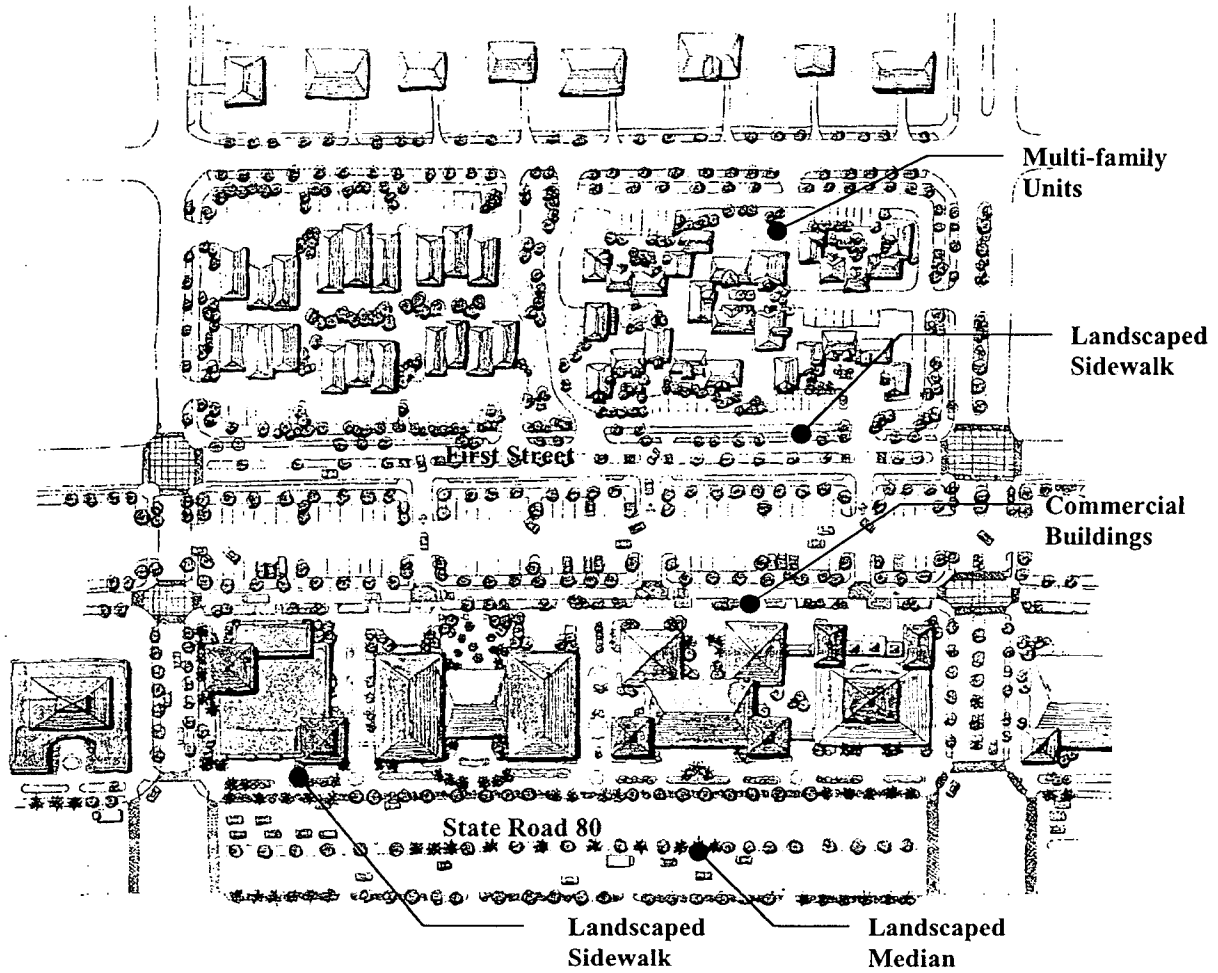 Multi-family
Units
Landscaped
Sidewalk
First Street
Commercial
Buildings
State Road 80
Landscaped
Sidewalk
Landscaped
Median